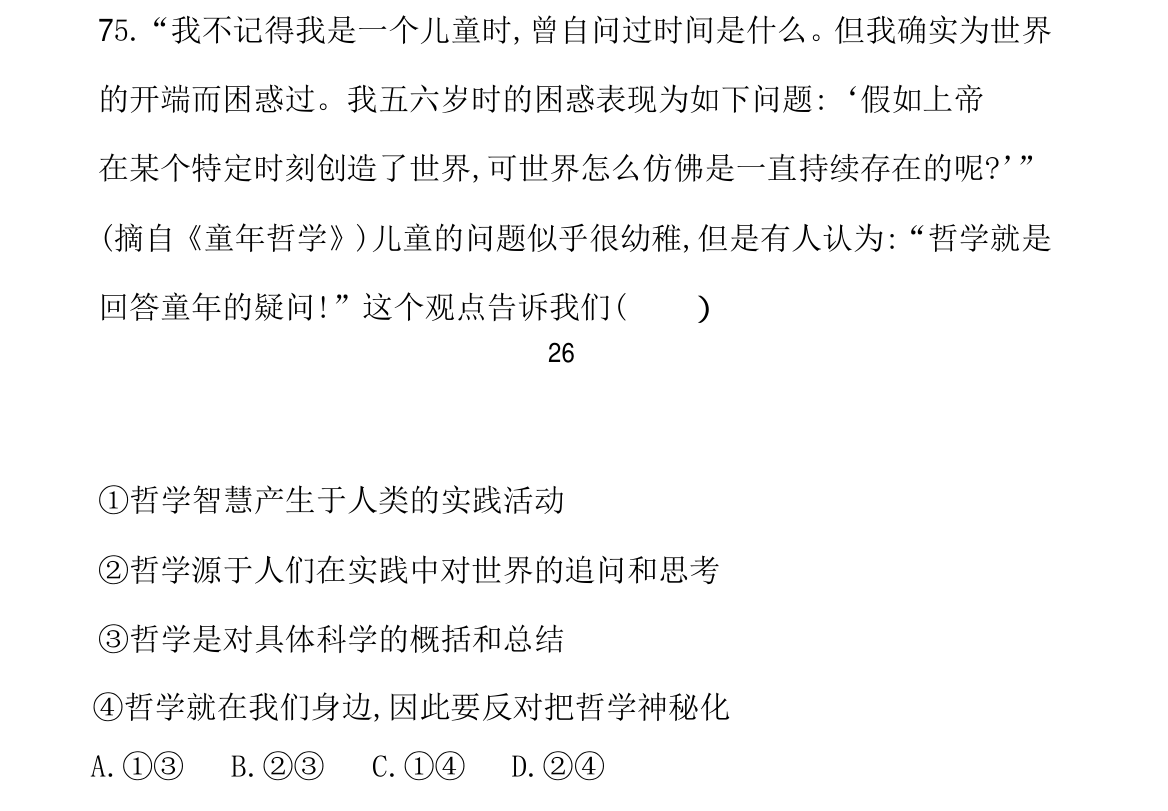 75.“我不记得我是一个儿童时,曾自问过时间是什么。但我确实为世界
的开端而困惑过。我五六岁时的困惑表现为如下问题:‘假如上帝
在某个特定时刻创造了世界,可世界怎么仿佛是一直持续存在的呢?’”
(摘自《童年哲学》)儿童的问题似乎很幼稚,但是有人认为:“哲学就是
回答童年的疑问!”这个观点告诉我们(  )
26
①哲学智慧产生于人类的实践活动
②哲学源于人们在实践中对世界的追问和思考
③哲学是对具体科学的概括和总结
④哲学就在我们身边,因此要反对把哲学神秘化
A.①③ B.②③ C.①④ D.②④